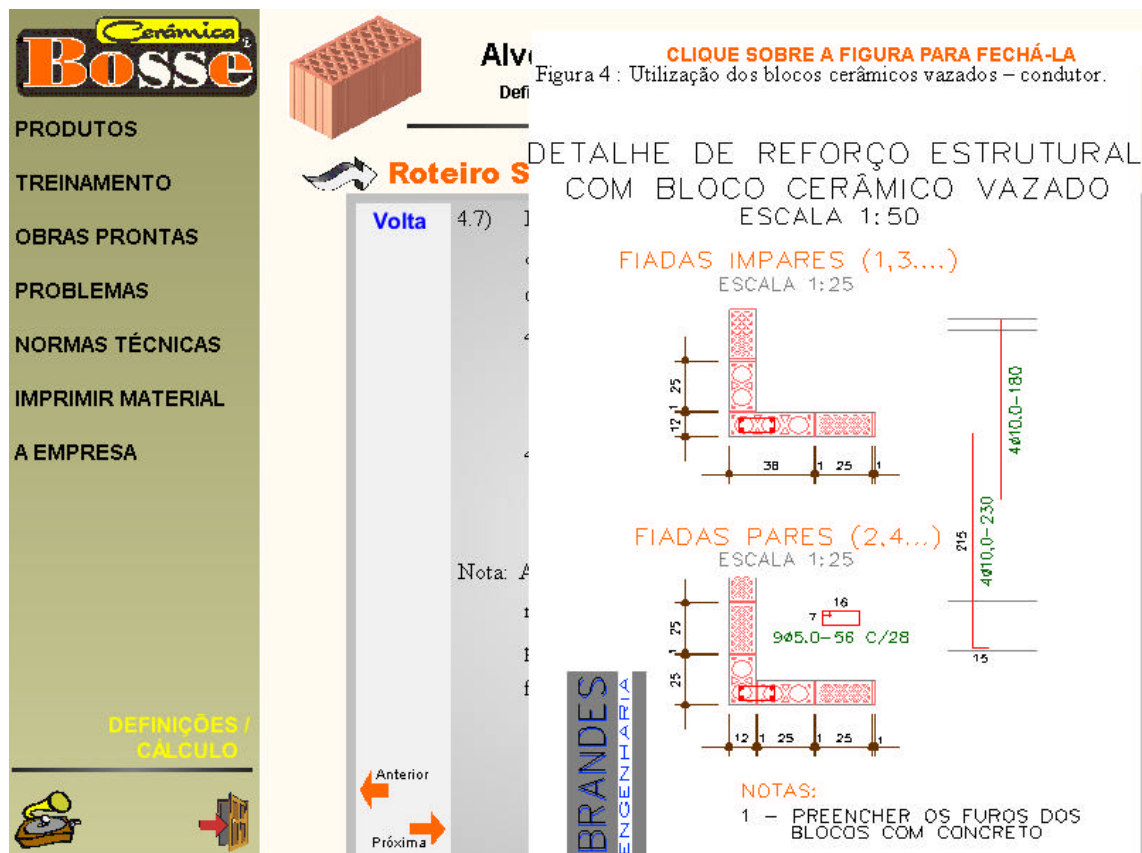 Cerâmica
Bosse
PRODUTOS
TREINAMENTO
OBRAS PRONTAS
PROBLEMAS
NORMAS TÉCNICAS
IMPRIMIR MATERIAL
A EMPRESA
DEFINIÇÕES /
CÁLCULO
Roteiro S
Volta
4.7)
Nota: A
Anterior
Próxima
CLIQUE SOBRE A FIGURA PARA FECHÁ-LA
Figura 4 : Utilização dos blocos cerâmicos vazados – condutor.
DETALHE DE REFORÇO ESTRUTURAL
COM BLOCO CERÂMICO VAZADO
ESCALA 1:50
FIADAS IMPARES (1,3....)
ESCALA 1:25
25
1
12
38 1 25 1
4ø10.0-180
FIADAS PARES (2,4...)
ESCALA 1:25
25
1
25
16
7
9ø5.0-56 C/28
12 1 25 1 25 1
215
4ø10,0-230
15
BRANDES
ENGENHARIA
NOTAS:
1 - PREENCHER OS FUROS DOS
BLOCOS COM CONCRETO